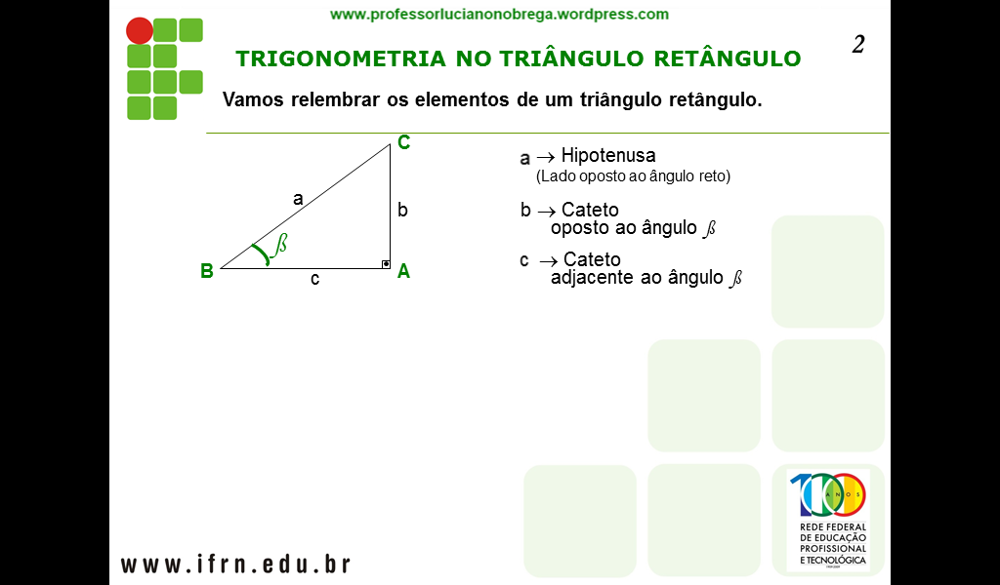 www.professorlucianonobrega.wordpress.com
2
TRIGONOMETRIA NO TRIÂNGULO RETÂNGULO
Vamos relembrar os elementos de um triângulo retângulo.
C
a
b
ß
B
A
c
a → Hipotenusa
(Lado oposto ao ângulo reto)
b → Cateto
oposto ao ângulo ß
c → Cateto
adjacente ao ângulo ß
100
ANOS
REDE FEDERAL
DE EDUCAÇÃO
PROFISSIONAL
E TECNOLÓGICA
1909-2009
www.ifrn.edu.br